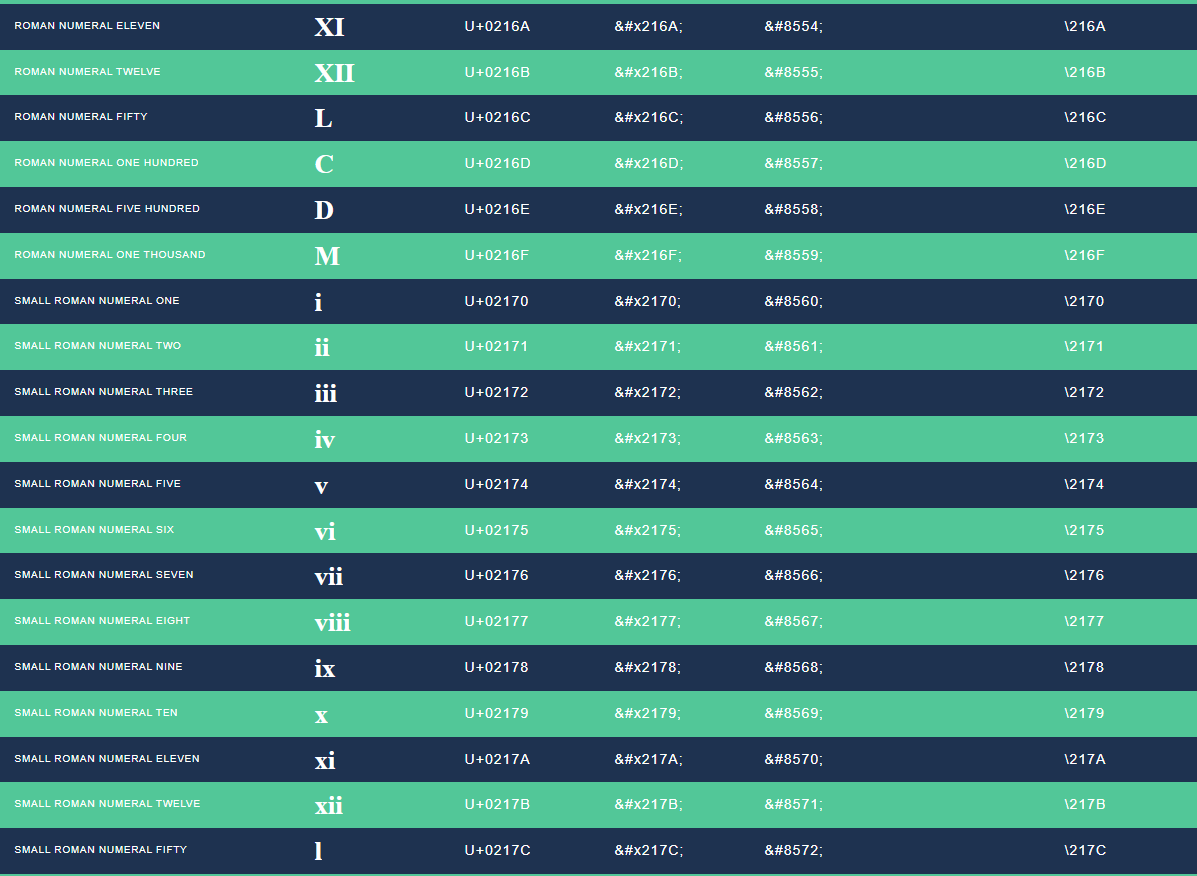 ROMAN NUMERAL ELEVEN Ⅺ U+0216A &#x216A; &#8554; \216A
ROMAN NUMERAL TWELVE Ⅻ U+0216B &#x216B; &#8555; \216B
ROMAN NUMERAL FIFTY Ⅼ U+0216C &#x216C; &#8556; \216C
ROMAN NUMERAL ONE HUNDRED Ⅽ U+0216D &#x216D; &#8557; \216D
ROMAN NUMERAL FIVE HUNDRED Ⅾ U+0216E &#x216E; &#8558; \216E
ROMAN NUMERAL ONE THOUSAND Ⅿ U+0216F &#x216F; &#8559; \216F
SMALL ROMAN NUMERAL ONE ⅰ U+02170 &#x2170; &#8560; \2170
SMALL ROMAN NUMERAL TWO ⅱ U+02171 &#x2171; &#8561; \2171
SMALL ROMAN NUMERAL THREE ⅲ U+02172 &#x2172; &#8562; \2172
SMALL ROMAN NUMERAL FOUR ⅳ U+02173 &#x2173; &#8563; \2173
SMALL ROMAN NUMERAL FIVE ⅴ U+02174 &#x2174; &#8564; \2174
SMALL ROMAN NUMERAL SIX ⅵ U+02175 &#x2175; &#8565; \2175
SMALL ROMAN NUMERAL SEVEN ⅶ U+02176 &#x2176; &#8566; \2176
SMALL ROMAN NUMERAL EIGHT ⅷ U+02177 &#x2177; &#8567; \2177
SMALL ROMAN NUMERAL NINE ⅸ U+02178 &#x2178; &#8568; \2178
SMALL ROMAN NUMERAL TEN ⅹ U+02179 &#x2179; &#8569; \2179
SMALL ROMAN NUMERAL ELEVEN ⅺ U+0217A &#x217A; &#8570; \217A
SMALL ROMAN NUMERAL TWELVE ⅻ U+0217B &#x217B; &#8571; \217B
SMALL ROMAN NUMERAL FIFTY ⅼ U+0217C &#x217C; &#8572; \217C